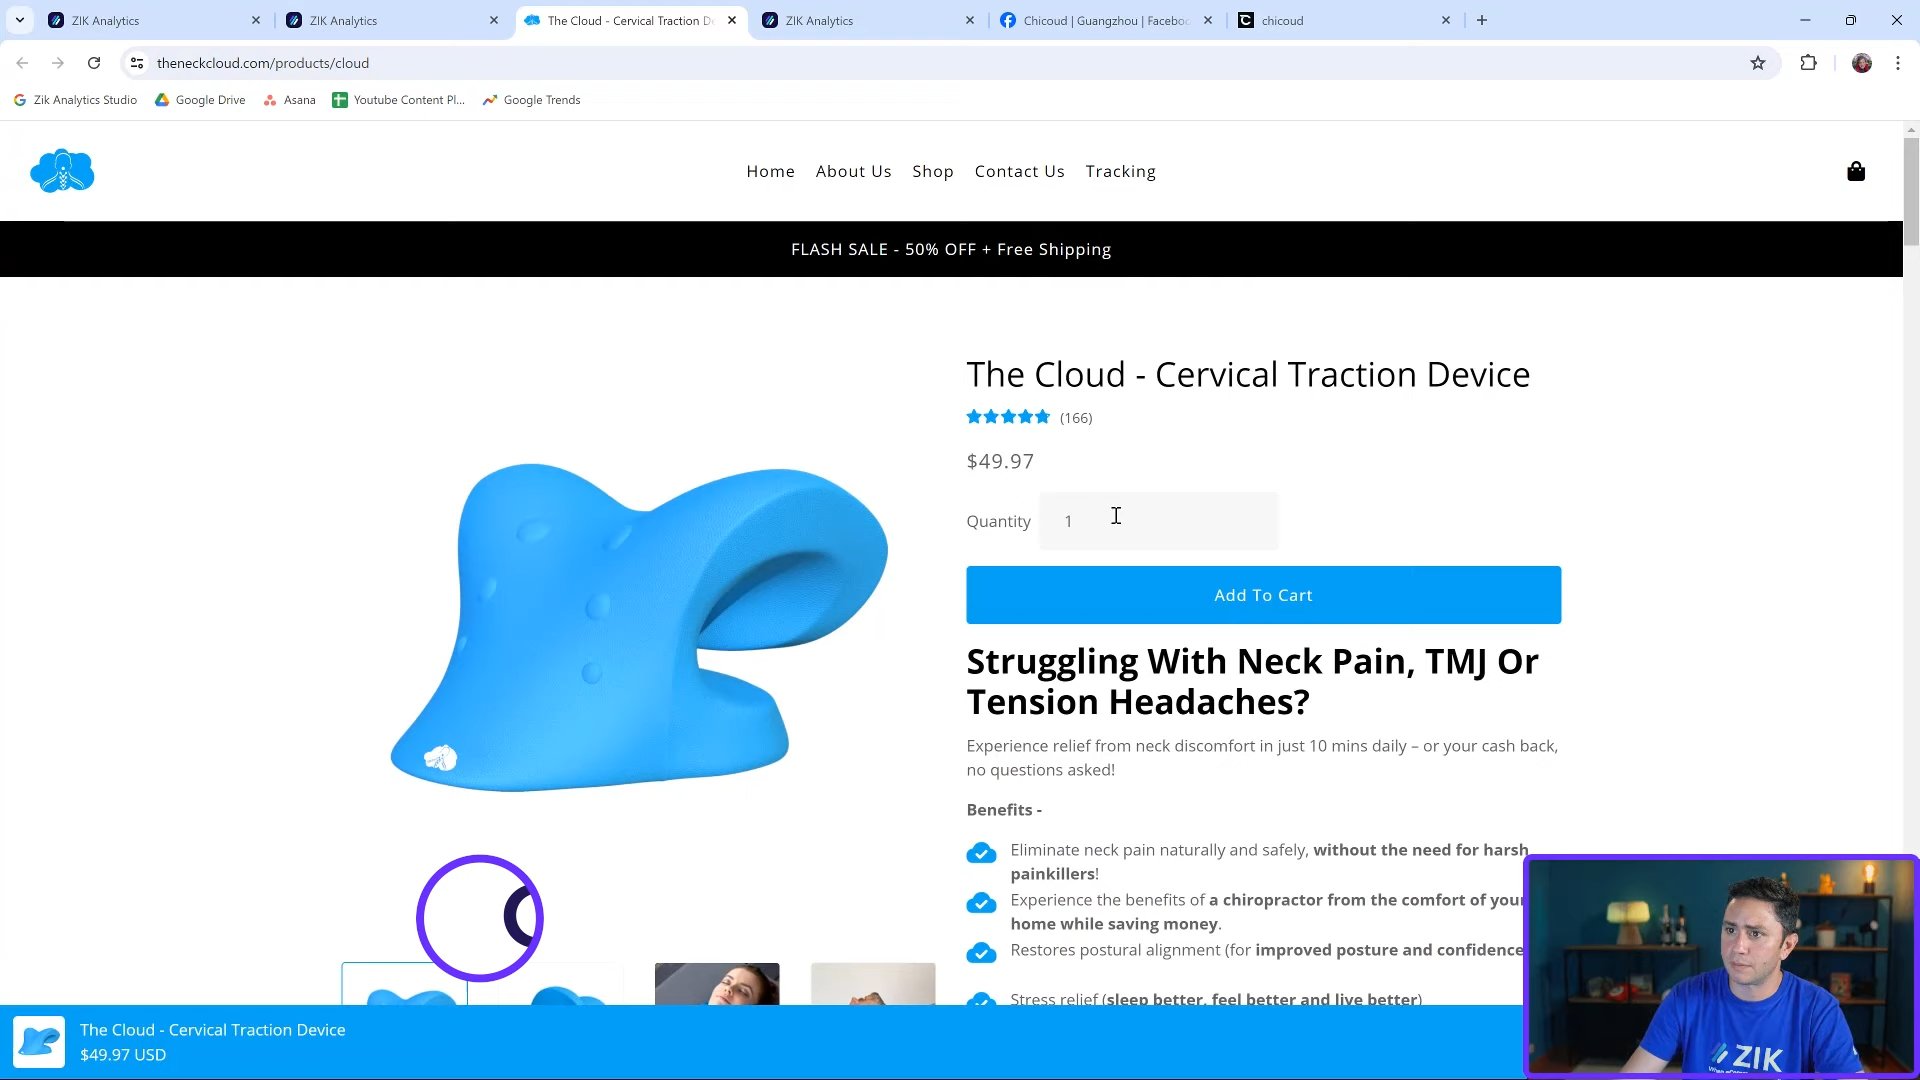 ZIK Analytics
ZIK Analytics
The Cloud - Cervical Traction De
ZIK Analytics
Chicoud | Guangzhou | Faceboo
chicoud
theneckcloud.com/products/cloud
Zik Analytics Studio
Google Drive
Asana
Youtube Content Pl...
Google Trends
Home
About Us
Shop
Contact Us
Tracking
FLASH SALE - 50% OFF + Free Shipping
The Cloud - Cervical Traction Device
(166)
$49.97
Quantity
1
Add To Cart
Struggling With Neck Pain, TMJ Or
Tension Headaches?
Experience relief from neck discomfort in just 10 mins daily – or your cash back,
no questions asked!
Benefits -
Eliminate neck pain naturally and safely, without the need for harsh
painkillers!
Experience the benefits of a chiropractor from the comfort of your
home while saving money.
Restores postural alignment (for improved posture and confidence
Stress relief (sleep better, feel better and live better)
The Cloud - Cervical Traction Device
$49.97 USD
ZIK